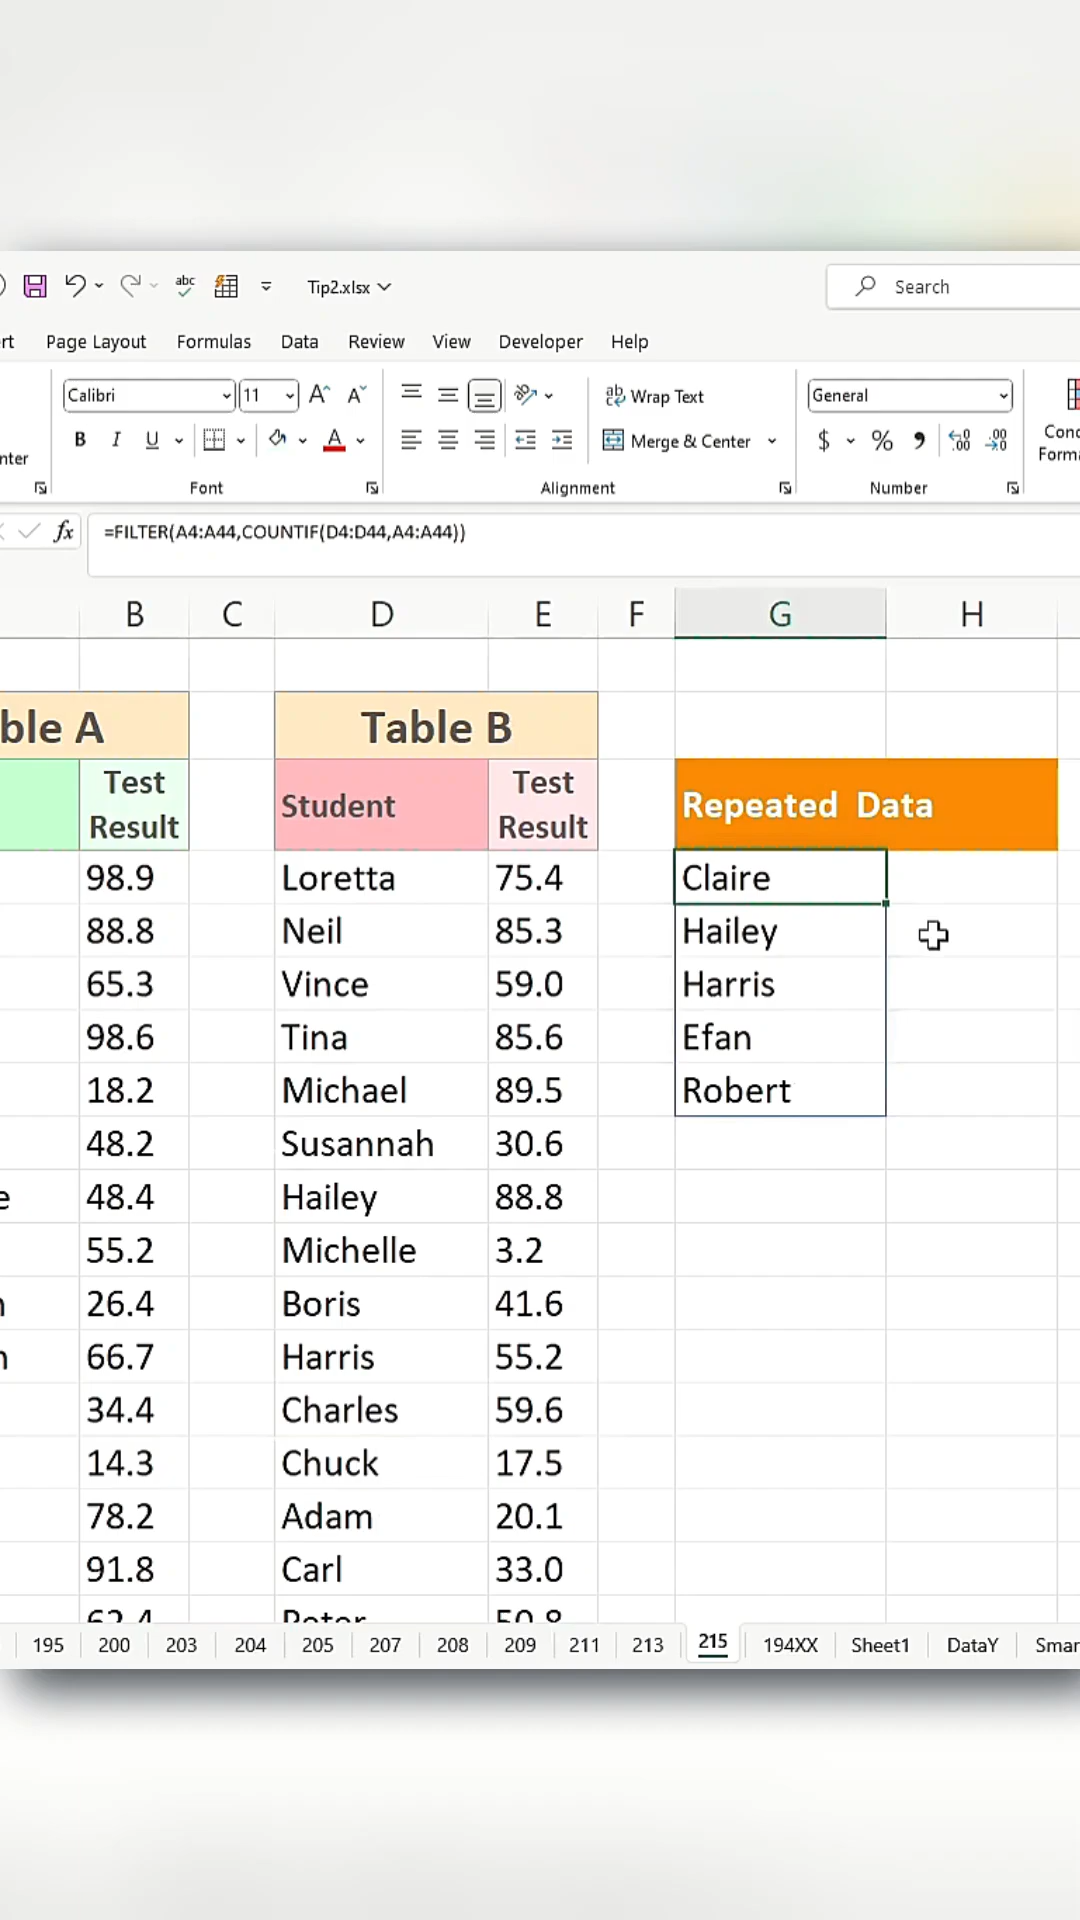 abc Tip2.xlsx Search
Page Layout Formulas Data Review View Developer Help
Calibri 11 A A ab Wrap Text General
B I U A Merge & Center $ % 9 .00 .00
Font Alignment Number
fx =FILTER(A4:A44,COUNTIF(D4:D44,A4:A44))
B C D E F G H
ble A Table B
Test Result Student Test Result Repeated Data
98.9 Loretta 75.4 Claire
88.8 Neil 85.3 Hailey
65.3 Vince 59.0 Harris
98.6 Tina 85.6 Efan
18.2 Michael 89.5 Robert
48.2 Susannah 30.6
e 48.4 Hailey 88.8
55.2 Michelle 3.2
26.4 Boris 41.6
66.7 Harris 55.2
34.4 Charles 59.6
14.3 Chuck 17.5
78.2 Adam 20.1
91.8 Carl 33.0
195 200 203 204 205 207 208 209 211 213 215 194XX Sheet1 DataY Smar